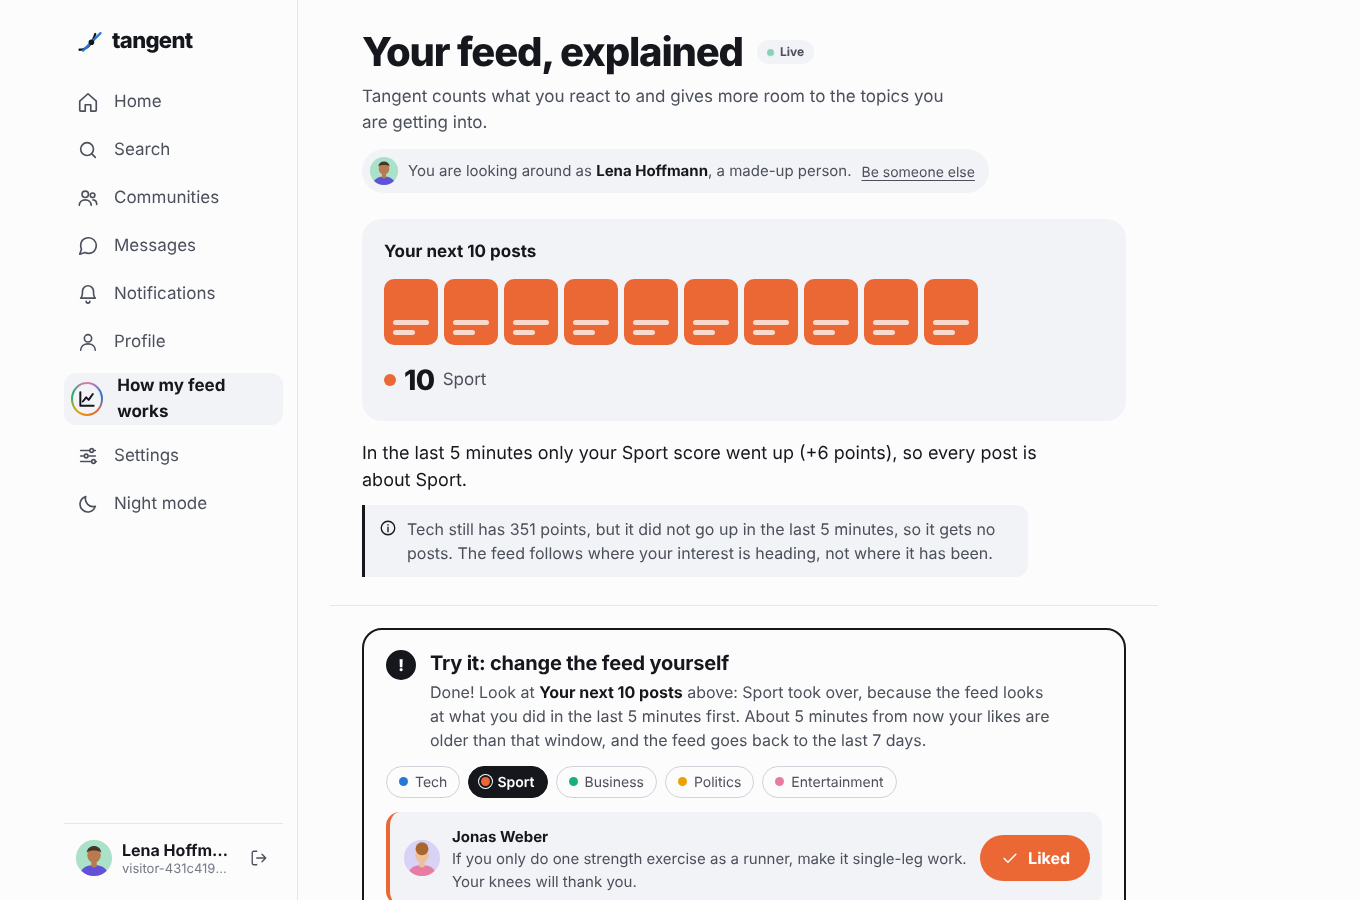 tangent
Home
Search
Communities
Messages
Notifications
Profile
How my feed
works
Settings
Night mode
Lena Hoffm...
visitor-431c419...
Your feed, explained
Live
Tangent counts what you react to and gives more room to the topics you
are getting into.
You are looking around as Lena Hoffmann, a made-up person. Be someone else
Your next 10 posts
10 Sport
In the last 5 minutes only your Sport score went up (+6 points), so every post is
about Sport.
Tech still has 351 points, but it did not go up in the last 5 minutes, so it gets no
posts. The feed follows where your interest is heading, not where it has been.
Try it: change the feed yourself
Done! Look at Your next 10 posts above: Sport took over, because the feed looks
at what you did in the last 5 minutes first. About 5 minutes from now your likes are
older than that window, and the feed goes back to the last 7 days.
Tech Sport Business Politics Entertainment
Jonas Weber
If you only do one strength exercise as a runner, make it single-leg work.
Your knees will thank you.
Liked